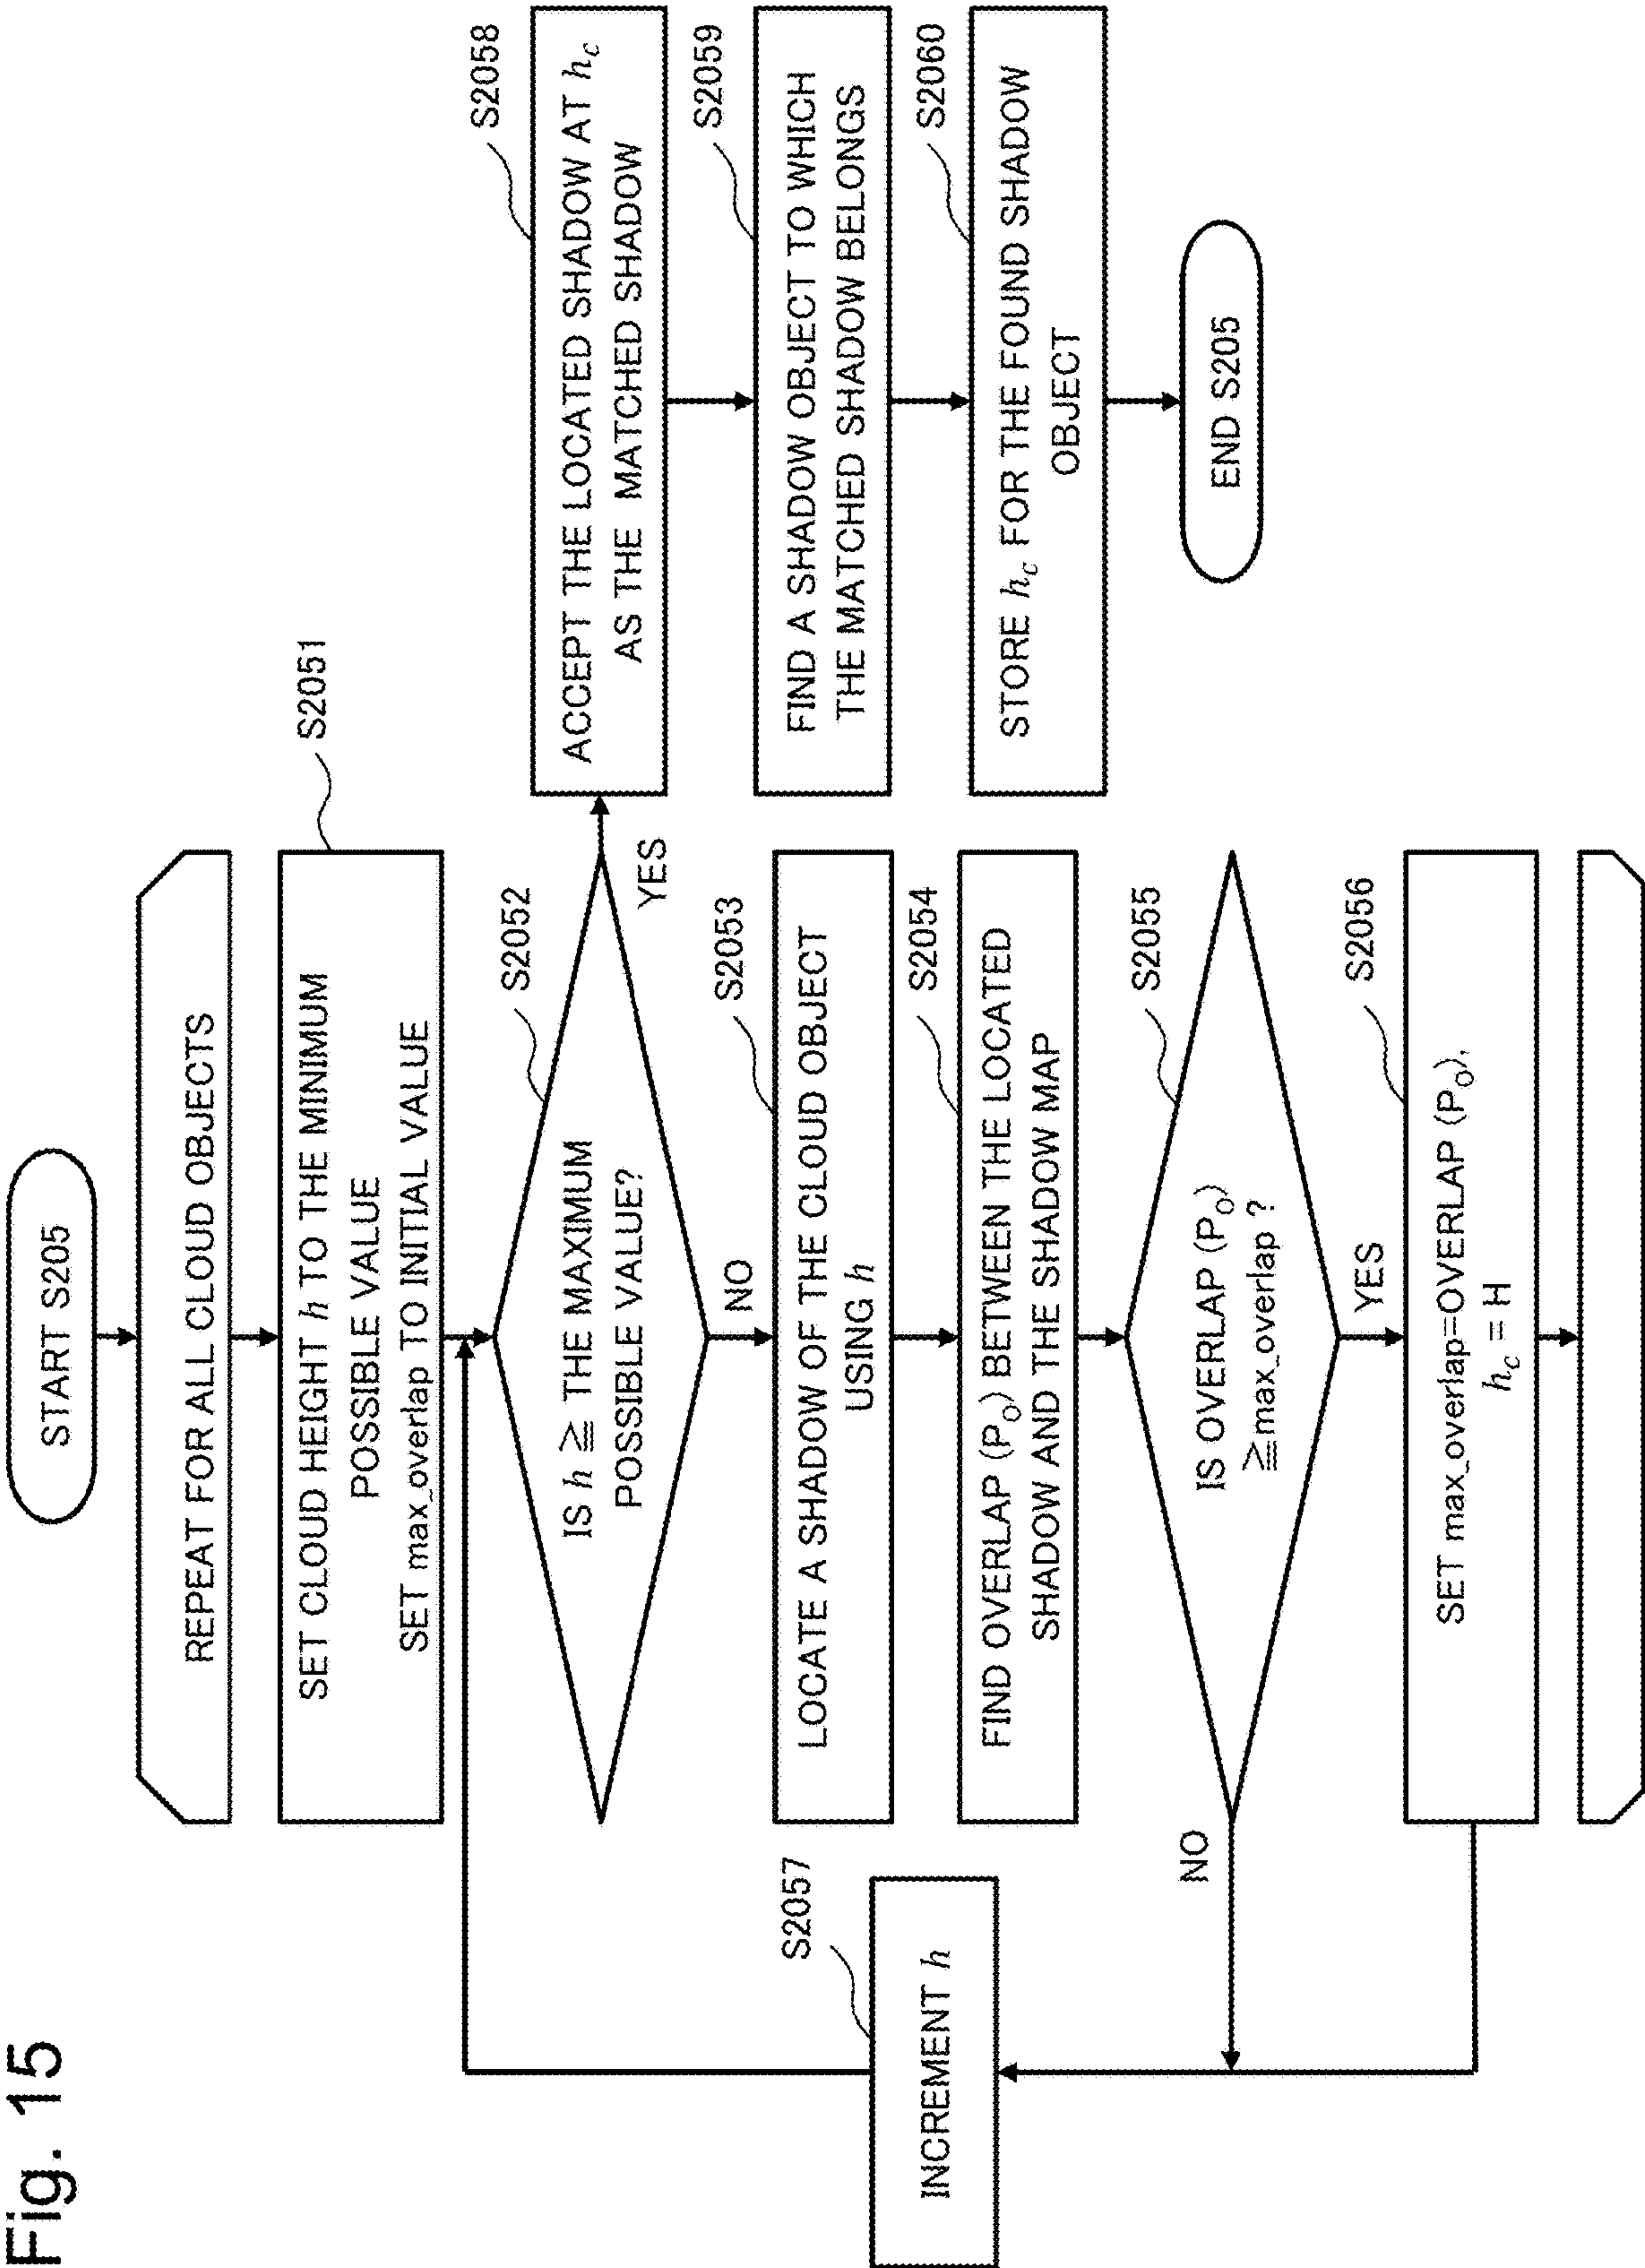 Fig. 15
START S205
REPEAT FOR ALL CLOUD OBJECTS
S2051
SET CLOUD HEIGHT h TO THE MINIMUM
POSSIBLE VALUE
SET max_overlap TO INITIAL VALUE
S2052
IS h ≧ THE MAXIMUM
POSSIBLE VALUE?
YES
NO
S2053
LOCATE A SHADOW OF THE CLOUD OBJECT
USING h
S2054
FIND OVERLAP (Po) BETWEEN THE LOCATED
SHADOW AND THE SHADOW MAP
S2055
IS OVERLAP (Po)
≧max_overlap ?
NO
YES
S2056
SET max_overlap=OVERLAP (Po),
hc = H
S2057
INCREMENT h
S2058
ACCEPT THE LOCATED SHADOW AT hc
AS THE MATCHED SHADOW
S2059
FIND A SHADOW OBJECT TO WHICH
THE MATCHED SHADOW BELONGS
S2060
STORE hc FOR THE FOUND SHADOW
OBJECT
END S205